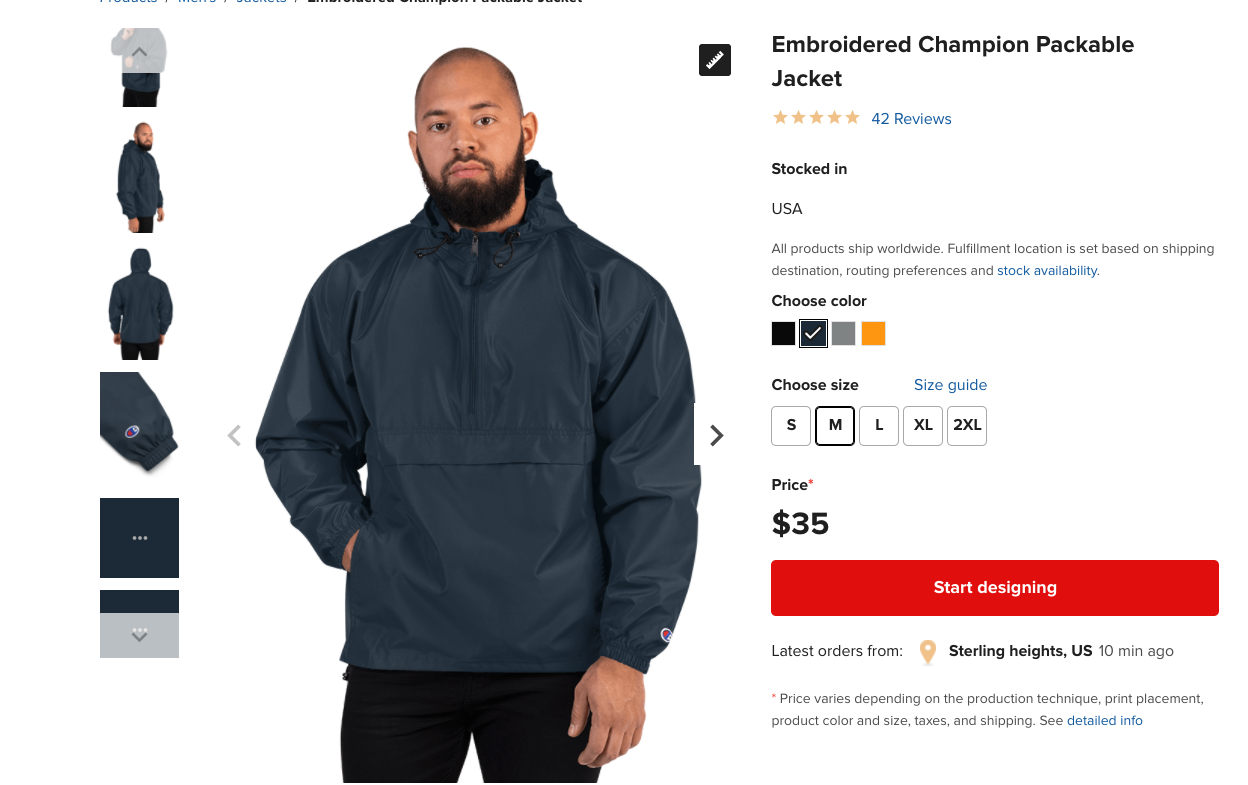 Products / Men's / Jackets / Embroidered Champion Packable Jacket
Embroidered Champion Packable
Jacket
42 Reviews
Stocked in
USA
All products ship worldwide. Fulfillment location is set based on shipping
destination, routing preferences and stock availability.
Choose color
Choose size Size guide
S M L XL 2XL
Price*
$35
Start designing
Latest orders from: Sterling heights, US 10 min ago
* Price varies depending on the production technique, print placement,
product color and size, taxes, and shipping. See detailed info